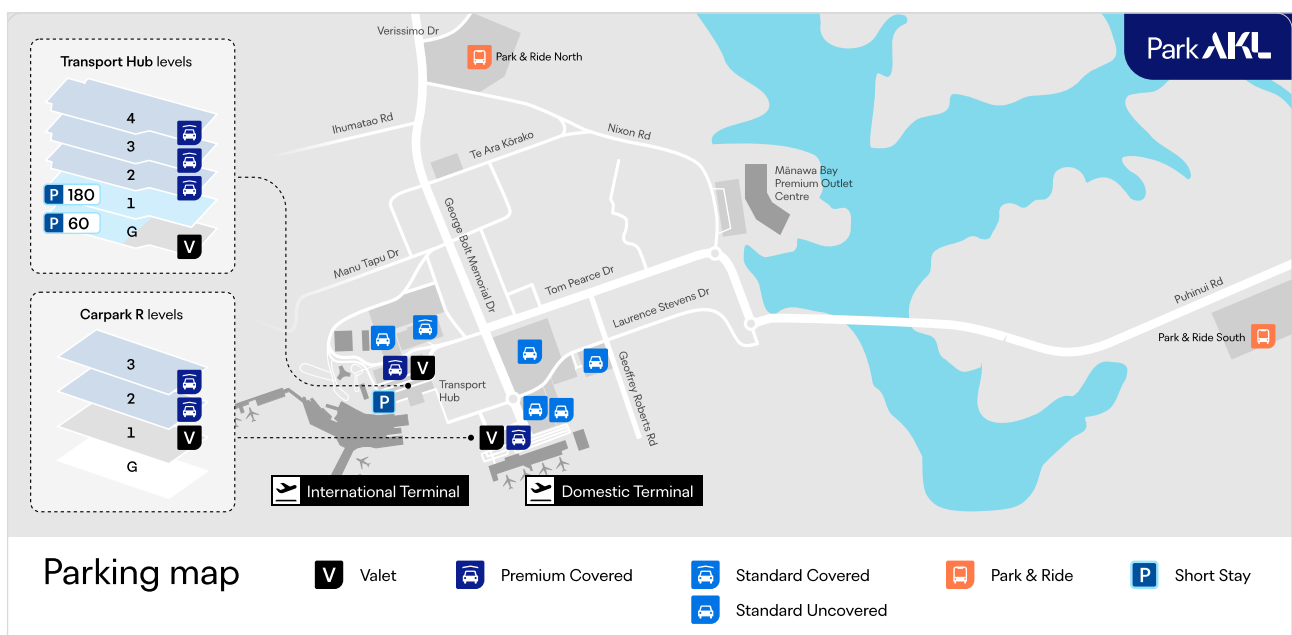 Verissimo Dr
Park & Ride North
Park AKL
Transport Hub levels
4
3
2
P 180
1
P 60
G
V
Ihumatao Rd
Te Ara Kōrako
Nixon Rd
Mānawa Bay
Premium Outlet
Centre
George Bolt Memorial Dr
Manu Tapu Dr
Tom Pearce Dr
Laurence Stevens Dr
Puhinui Rd
Park & Ride South
Carpark R levels
3
2
1
V
G
V
Transport
Hub
P
Geoffrey Roberts Rd
V
International Terminal
Domestic Terminal
Parking map
V Valet
Premium Covered
Standard Covered
Standard Uncovered
Park & Ride
P Short Stay